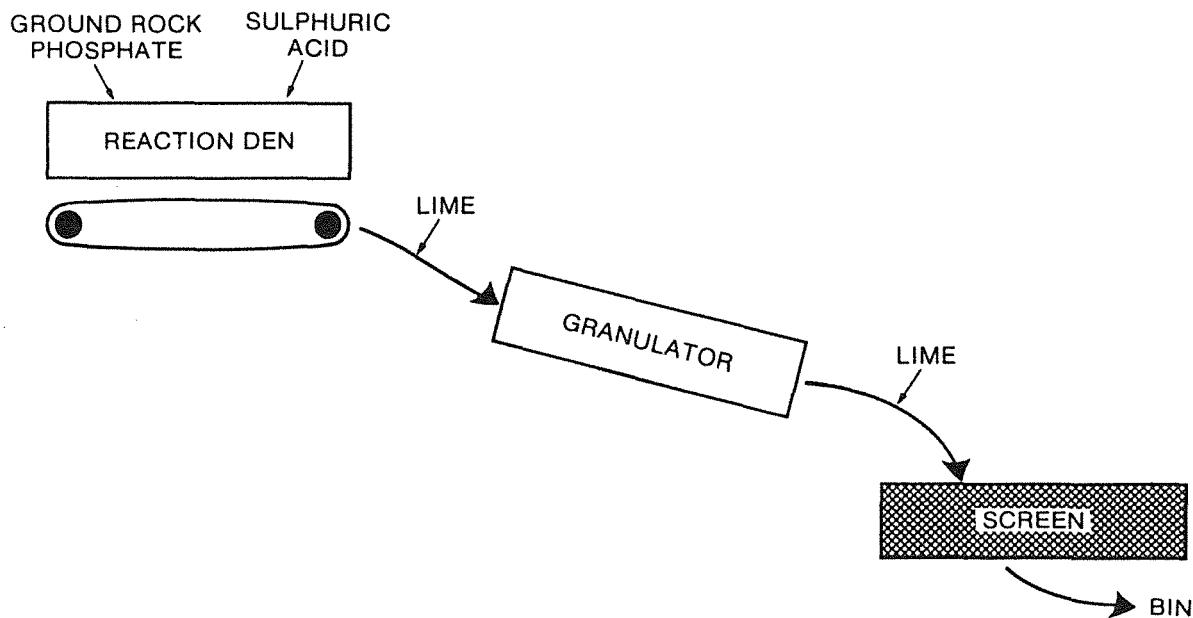 GROUND ROCK
PHOSPHATE
SULPHURIC
ACID
REACTION DEN
LIME
GRANULATOR
LIME
SCREEN
BIN